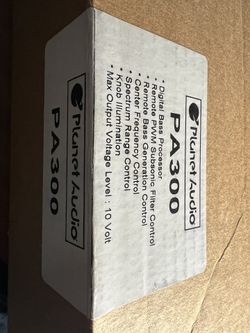 Planet Audio
PA300
Planet Audio
PA300
• Digital Bass Processor
• Remote PWM Subsonic Filter Control
• Remote Bass Generation Control
• Center Frequency Control
• Spectrum Range Control
• Knob Illumination
• Max Output Voltage Level : 10 Volt